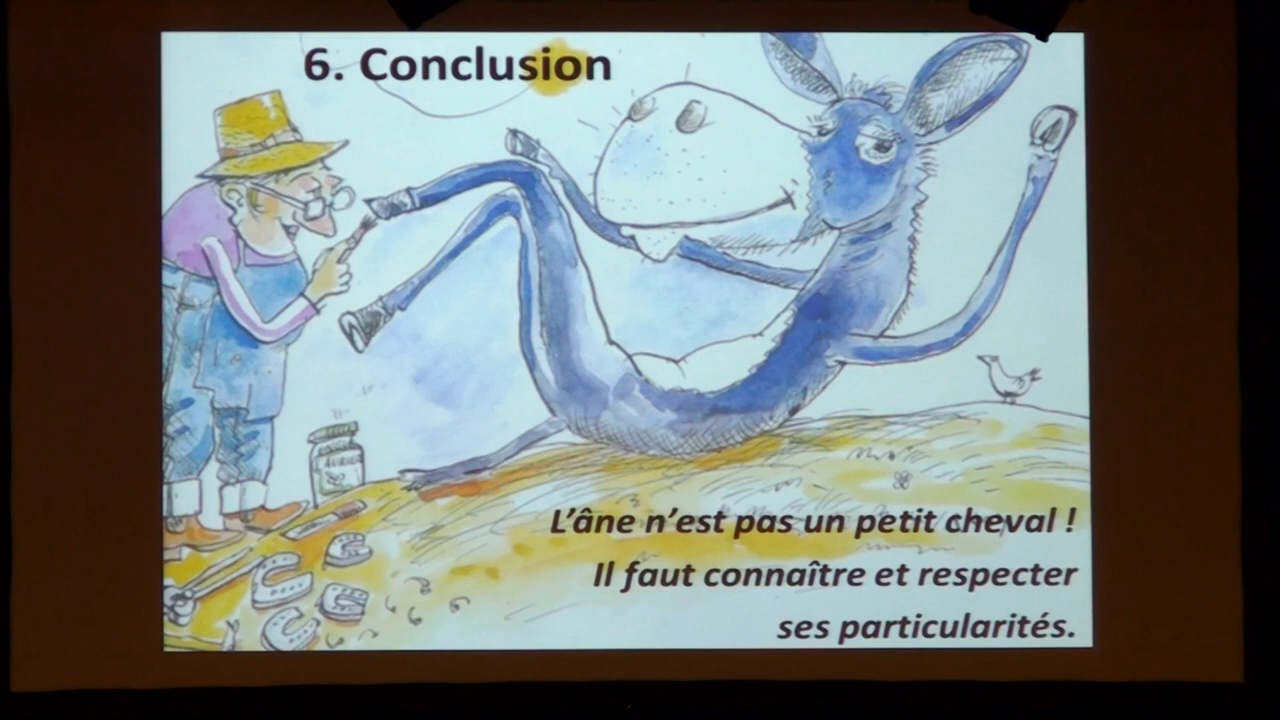 6. Conclusion
L'âne n'est pas un petit cheval !
Il faut connaître et respecter
ses particularités.